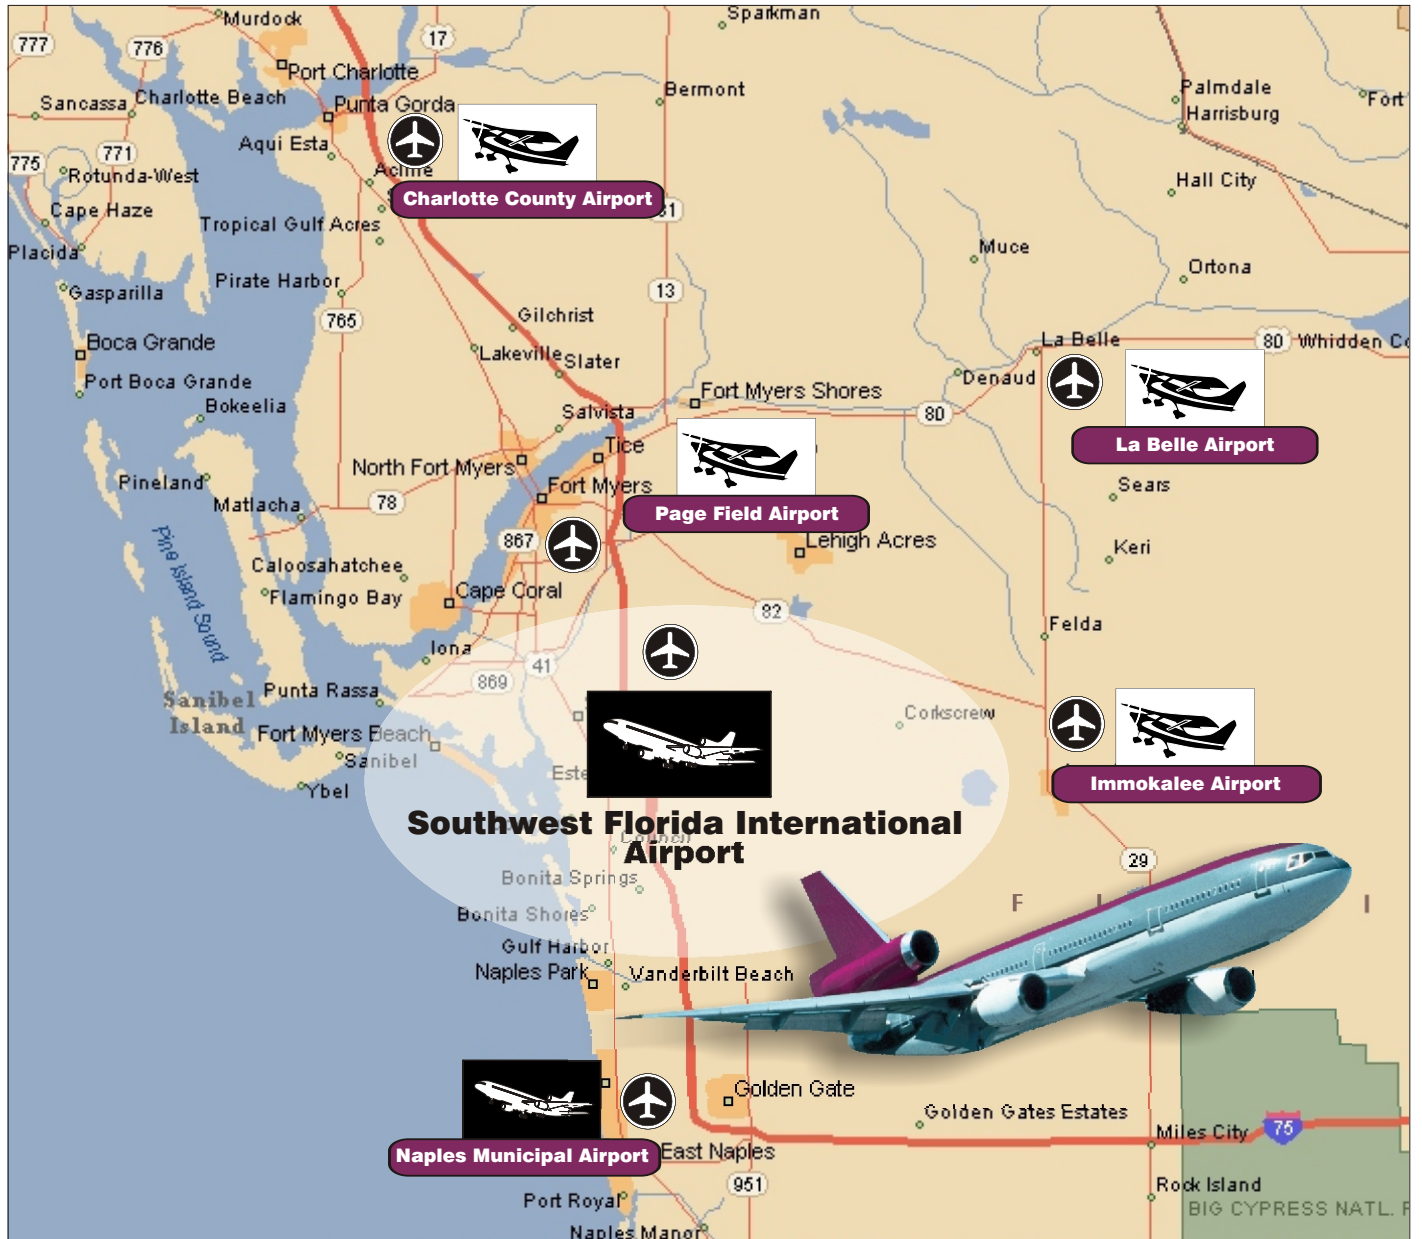 Murdock
Sparkman
777
776
17
Port Charlotte
Bermont
Palmdale
Fort
Sancassa
Charlotte Beach
Punta Gorda
Harrisburg
Aqui Esta
771
775
Rotunda-West
Acline
Hall City
Charlotte County Airport
31
Cape Haze
Tropical Gulf Acres
Muce
Placida
Ortona
Pirate Harbor
Gasparilla
13
765
Gilchrist
Boca Grande
La Belle
80
Whidden Co
Lakeville
Slater
Port Boca Grande
Denaud
Fort Myers Shores
Bokeelia
Salvista
80
Tice
La Belle Airport
North Fort Myers
Pineland
Fort Myers
Sears
Matlacha
78
Page Field Airport
867
Lehigh Acres
Keri
Pine Island Sound
Caloosahatchee
Flamingo Bay
Cape Coral
82
Felda
Iona
41
869
Sanibel
Island
Punta Rassa
Corkscrew
Fort Myers Beach
Sanibel
Este
Immokalee Airport
Ybel
Southwest Florida International
Airport
Council
29
Bonita Springs
F
L
I
Bonita Shores
Gulf Harbor
Naples Park
Vanderbilt Beach
Golden Gate
Golden Gates Estates
75
Miles City
Naples Municipal Airport
East Naples
951
Rock Island
Port Royal
BIG CYPRESS NATL. P
Naples Manor